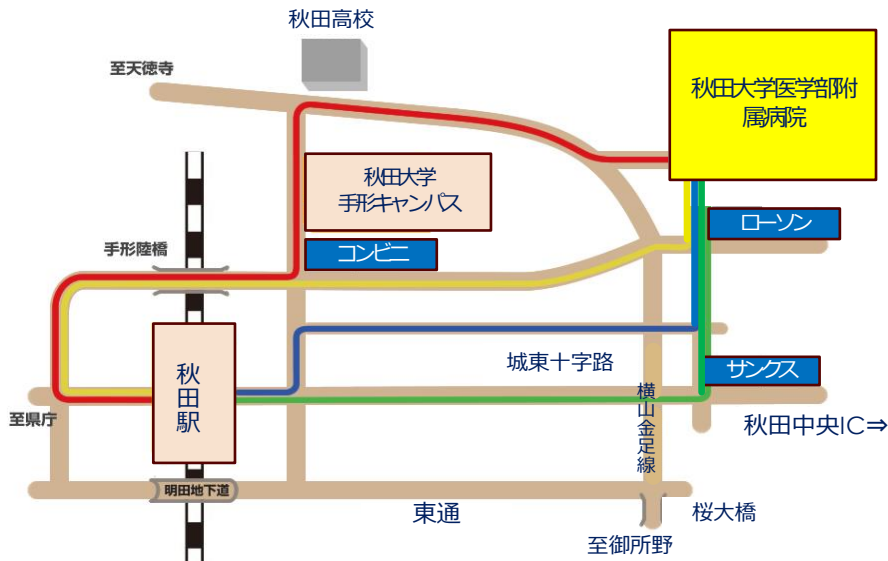 秋田高校
至天徳寺
秋田大学医学部附
属病院
秋田大学
手形キャンパス
ローソン
手形陸橋
コンビニ
秋田駅
城東十字路
サンクス
横山金足線
至県庁
秋田中央IC⇒
明田地下道
東通
桜大橋
至御所野